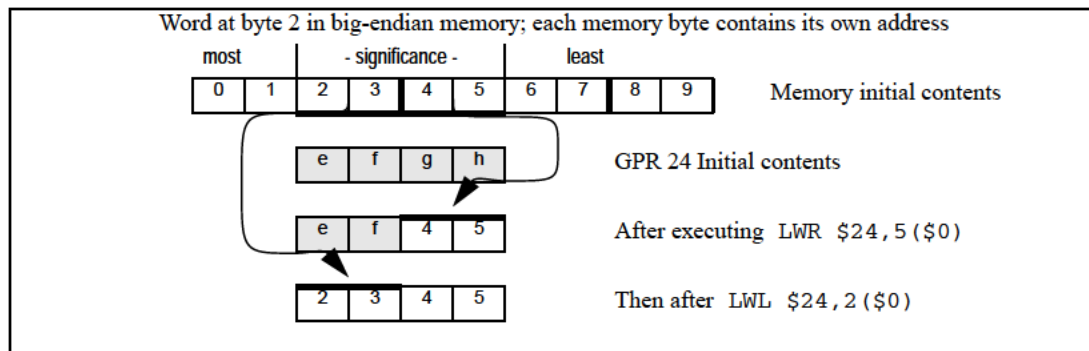 Word at byte 2 in big-endian memory; each memory byte contains its own address
most - significance - least
0 1 2 3 4 5 6 7 8 9 Memory initial contents
e f g h GPR 24 Initial contents
e f 4 5 After executing LWR $24,5($0)
2 3 4 5 Then after LWL $24,2($0)